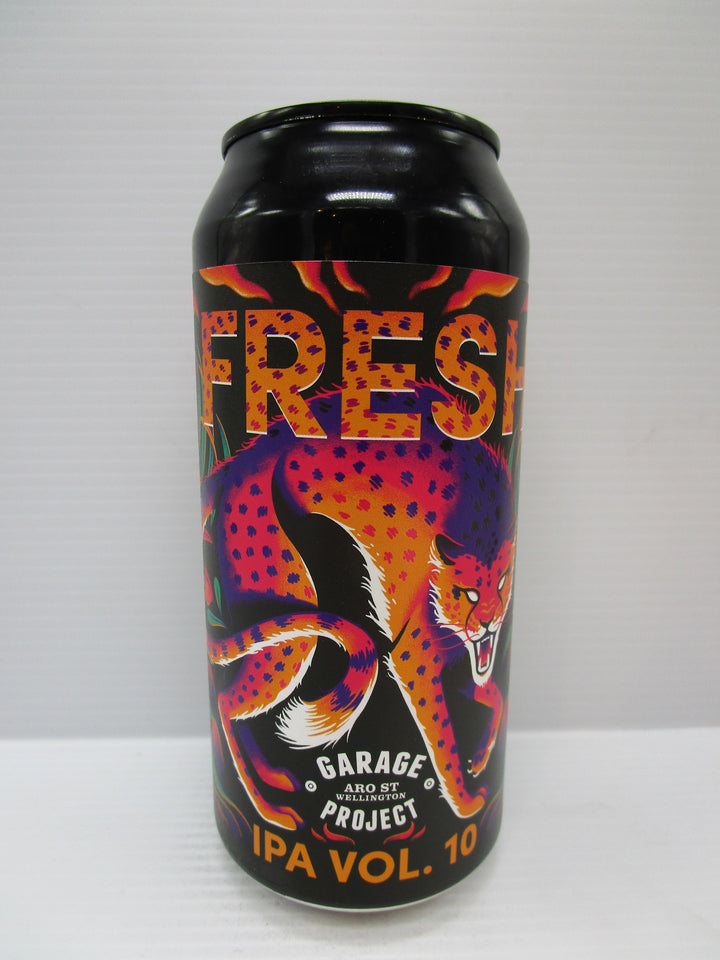 FRESH
GARAGE
ARO ST
WELLINGTON
PROJECT
IPA VOL. 10